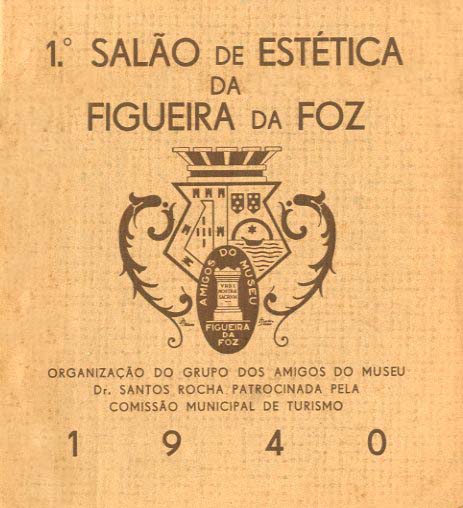 1.º SALÃO DE ESTÉTICA
DA
FIGUEIRA DA FOZ
AMIGOS DO MUSEU
FIGUEIRA
DA
FOZ
ORGANIZAÇÃO DO GRUPO DOS AMIGOS DO MUSEU
Dr. SANTOS ROCHA PATROCINADA PELA
COMISSÃO MUNICIPAL DE TURISMO
1 9 4 0